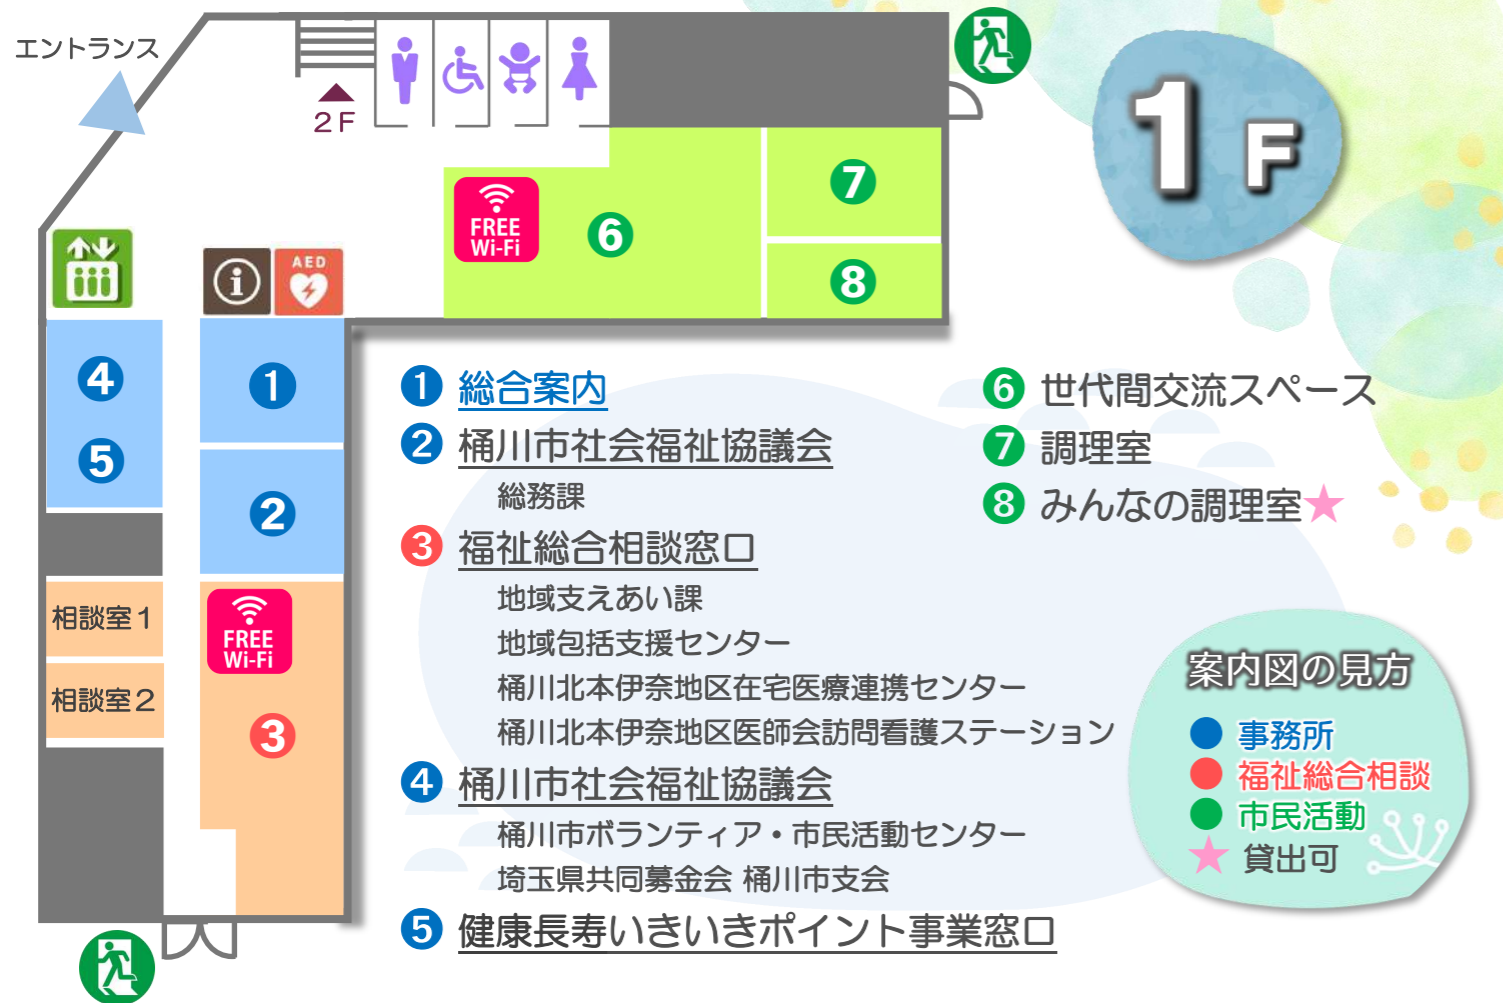 エントランス
2F
1F
FREE
Wi-Fi
6
7
8
AED
4
1
5
2
相談室1
相談室2
FREE
Wi-Fi
3
1 総合案内
2 桶川市社会福祉協議会
総務課
3 福祉総合相談窓口
地域支えあい課
地域包括支援センター
桶川北本伊奈地区在宅医療連携センター
桶川北本伊奈地区医師会訪問看護ステーション
4 桶川市社会福祉協議会
桶川市ボランティア・市民活動センター
埼玉県共同募金会 桶川市支会
5 健康長寿いきいきポイント事業窓口
6 世代間交流スペース
7 調理室
8 みんなの調理室★
案内図の見方
● 事務所
● 福祉総合相談
● 市民活動
★ 貸出可